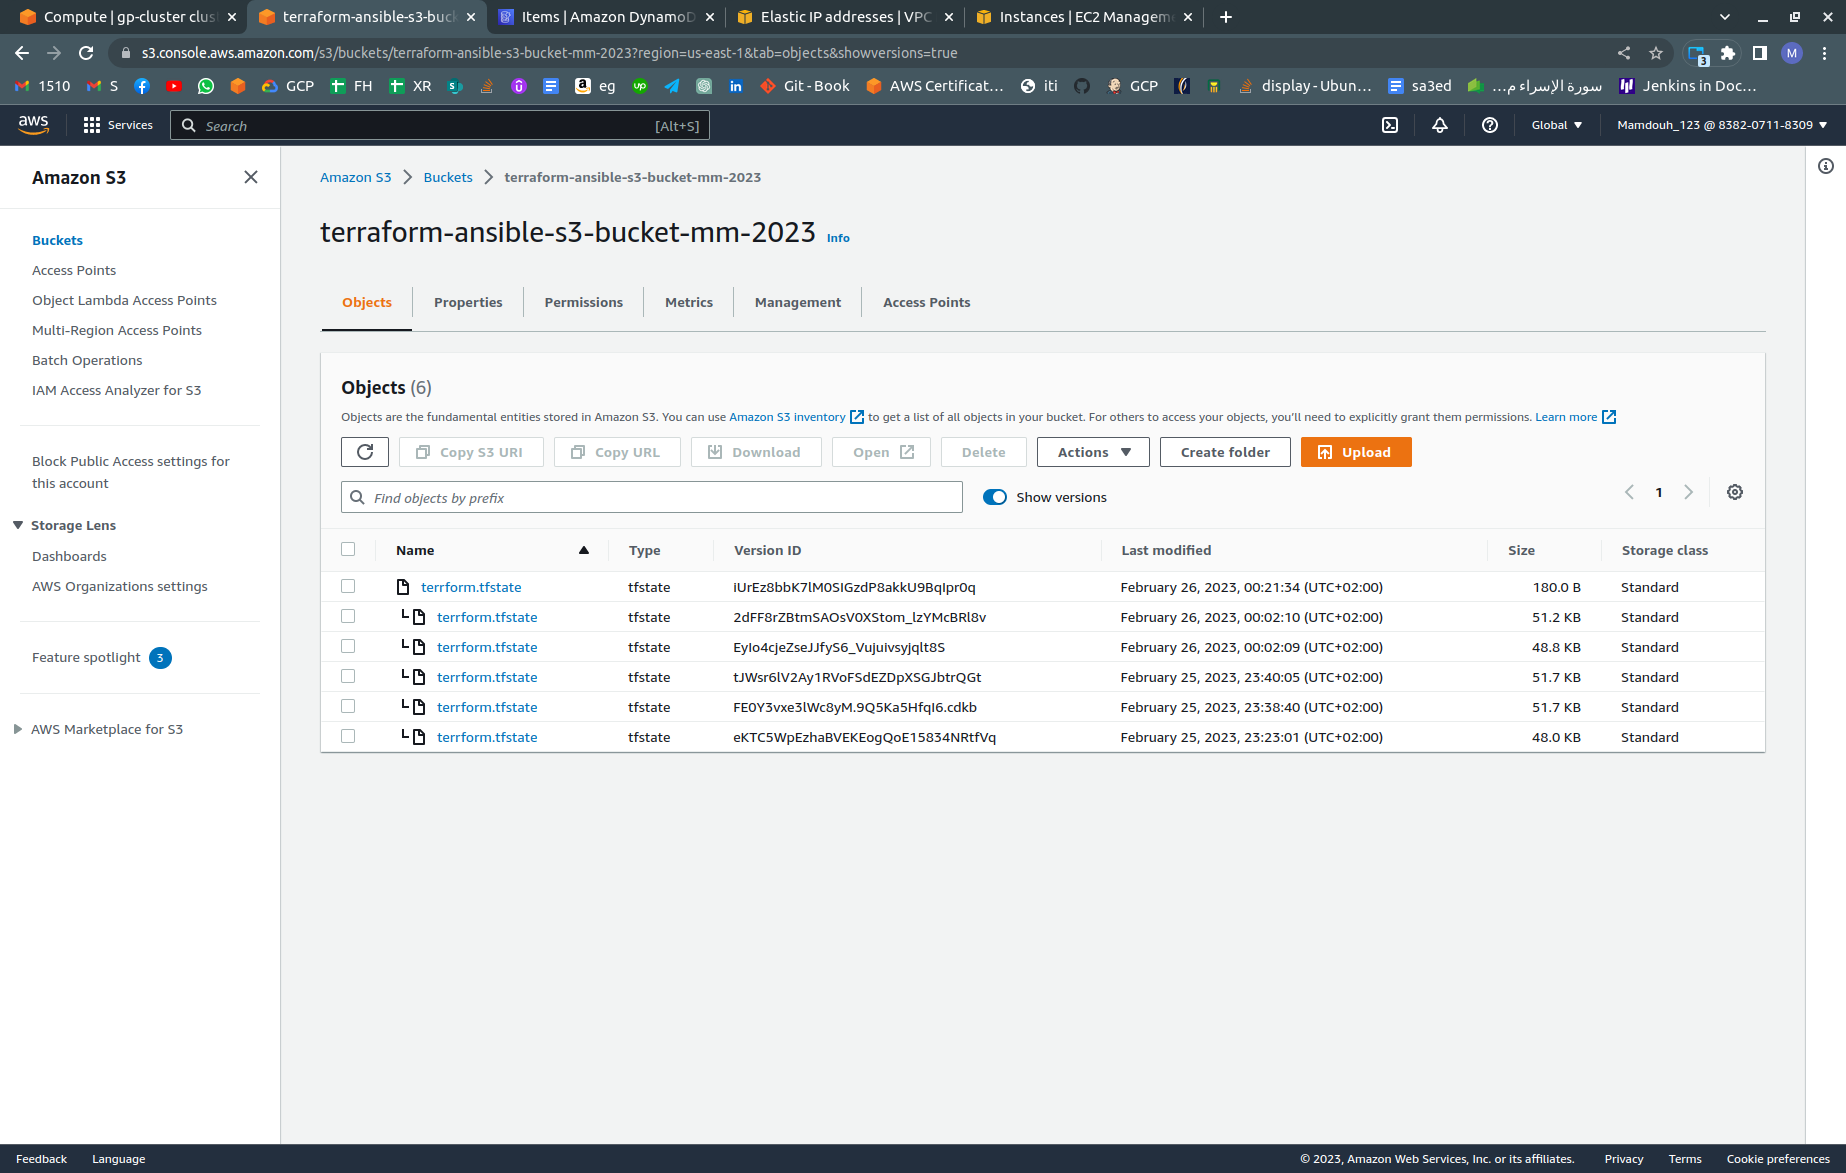 Compute | gp-cluster clus
terraform-ansible-s3-buck
Items | Amazon DynamoD
Elastic IP addresses | VPC
Instances | EC2 Managem
s3.console.aws.amazon.com/s3/buckets/terraform-ansible-s3-bucket-mm-2023?region=us-east-1&tab=objects&showversions=true
3
M
1510
S
GCP
FH
XR
eg
iti
Git - Book
AWS Certificat...
GCP
display - Ubun...
sa3ed
سورة الإسراء م...
Jenkins in Doc...
aws
Services
Search
[Alt+S]
Global
Mamdouh_123 @ 8382-0711-8309
Amazon S3
Buckets
Access Points
Object Lambda Access Points
Multi-Region Access Points
Batch Operations
IAM Access Analyzer for S3
Block Public Access settings for
this account
Storage Lens
Dashboards
AWS Organizations settings
Feature spotlight 3
AWS Marketplace for S3
Amazon S3 > Buckets > terraform-ansible-s3-bucket-mm-2023
terraform-ansible-s3-bucket-mm-2023 Info
Objects Properties Permissions Metrics Management Access Points
Objects (6)
Objects are the fundamental entities stored in Amazon S3. You can use Amazon S3 inventory to get a list of all objects in your bucket. For others to access your objects, you'll need to explicitly grant them permissions. Learn more
Copy S3 URI Copy URL Download Open Delete Actions Create folder Upload
Find objects by prefix
Show versions
1
Name Type Version ID Last modified Size Storage class
terrform.tfstate tfstate iUrEz8bbK7lM0SIGzdP8akkU9BqIpr0q February 26, 2023, 00:21:34 (UTC+02:00) 180.0 B Standard
terrform.tfstate tfstate 2dFF8rZBtmSAOsV0XStom_lzYMcBRl8v February 26, 2023, 00:02:10 (UTC+02:00) 51.2 KB Standard
terrform.tfstate tfstate EyIo4cjeZseJJfyS6_Vujuivsyjqlt8S February 26, 2023, 00:02:09 (UTC+02:00) 48.8 KB Standard
terrform.tfstate tfstate tJWsr6lV2Ay1RVoFSdEZDpXSGJbtrQGt February 25, 2023, 23:40:05 (UTC+02:00) 51.7 KB Standard
terrform.tfstate tfstate FE0Y3vxe3lWc8yM.9Q5Ka5HfqI6.cdkb February 25, 2023, 23:38:40 (UTC+02:00) 51.7 KB Standard
terrform.tfstate tfstate eKTC5WpEzhaBVEKEogQoE15834NRtfVq February 25, 2023, 23:23:01 (UTC+02:00) 48.0 KB Standard
Feedback Language
© 2023, Amazon Web Services, Inc. or its affiliates. Privacy Terms Cookie preferences